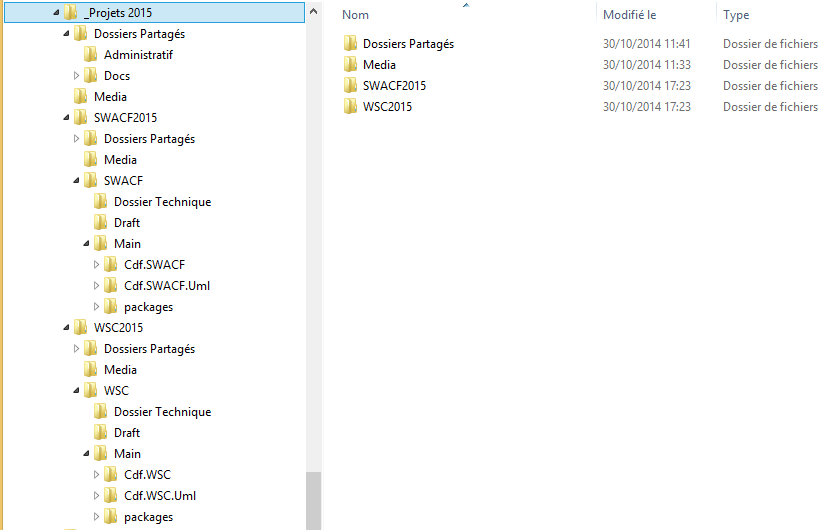 _Projets 2015
Dossiers Partagés
Administratif
Docs
Media
SWACF2015
Dossiers Partagés
Media
SWACF
Dossier Technique
Draft
Main
Cdf.SWACF
Cdf.SWACF.Uml
packages
WSC2015
Dossiers Partagés
Media
WSC
Dossier Technique
Draft
Main
Cdf.WSC
Cdf.WSC.Uml
packages
Nom Modifié le Type
Dossiers Partagés 30/10/2014 11:41 Dossier de fichiers
Media 30/10/2014 11:33 Dossier de fichiers
SWACF2015 30/10/2014 17:23 Dossier de fichiers
WSC2015 30/10/2014 17:23 Dossier de fichiers